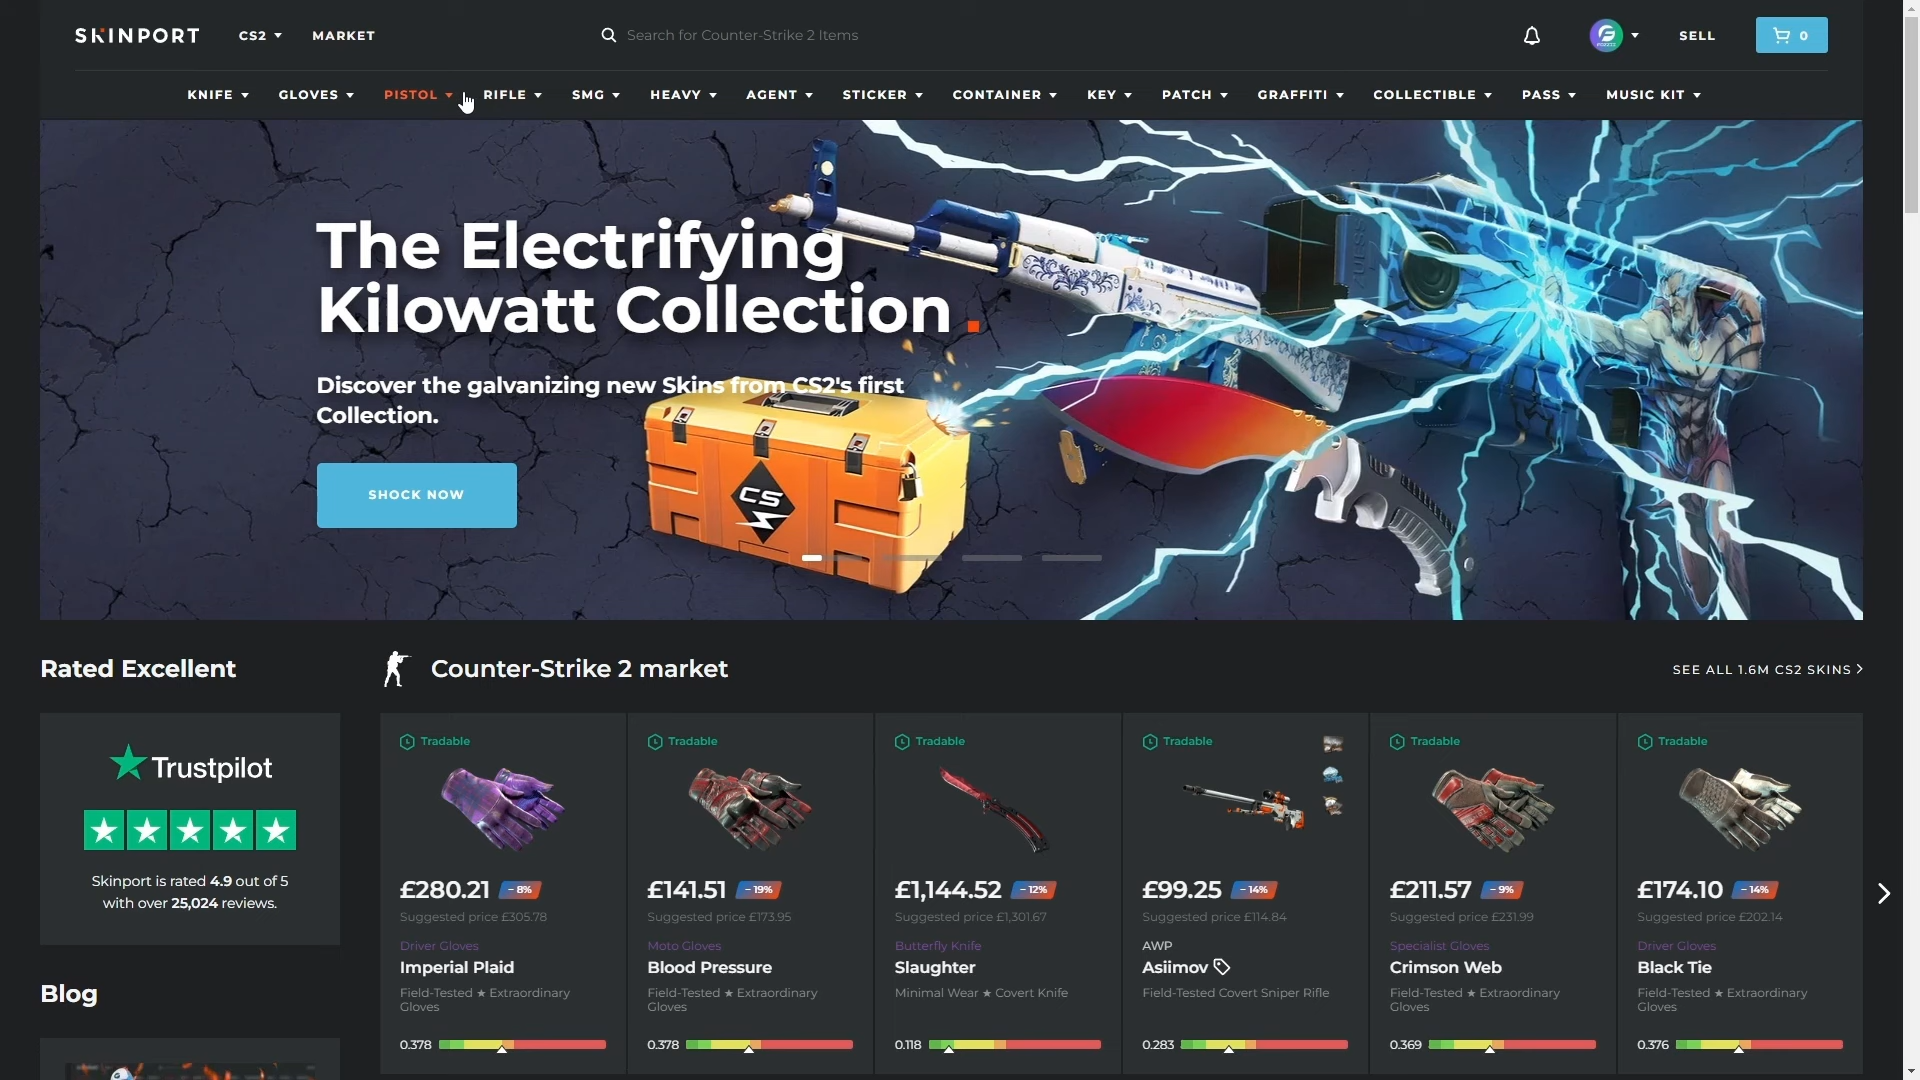 SKINPORT
CS2
MARKET
Search for Counter-Strike 2 Items
SELL
0
KNIFE
GLOVES
PISTOL
RIFLE
SMG
HEAVY
AGENT
STICKER
CONTAINER
KEY
PATCH
GRAFFITI
COLLECTIBLE
PASS
MUSIC KIT
The Electrifying
Kilowatt Collection
Discover the galvanizing new Skins from CS2's first
Collection.
SHOCK NOW
CS
Rated Excellent
Counter-Strike 2 market
SEE ALL 1.6M CS2 SKINS
Trustpilot
Skinport is rated 4.9 out of 5
with over 25,024 reviews.
Blog
Tradable
£280.21
− 8%
Suggested price £305.78
Driver Gloves
Imperial Plaid
Field-Tested ★ Extraordinary
Gloves
0.378
Tradable
£141.51
− 19%
Suggested price £173.95
Moto Gloves
Blood Pressure
Field-Tested ★ Extraordinary
Gloves
0.378
Tradable
£1,144.52
− 12%
Suggested price £1,301.67
Butterfly Knife
Slaughter
Minimal Wear ★ Covert Knife
0.118
Tradable
£99.25
− 14%
Suggested price £114.84
AWP
Asiimov
Field-Tested Covert Sniper Rifle
0.283
Tradable
£211.57
− 9%
Suggested price £231.99
Specialist Gloves
Crimson Web
Field-Tested ★ Extraordinary
Gloves
0.369
Tradable
£174.10
− 14%
Suggested price £202.14
Driver Gloves
Black Tie
Field-Tested ★ Extraordinary
Gloves
0.376